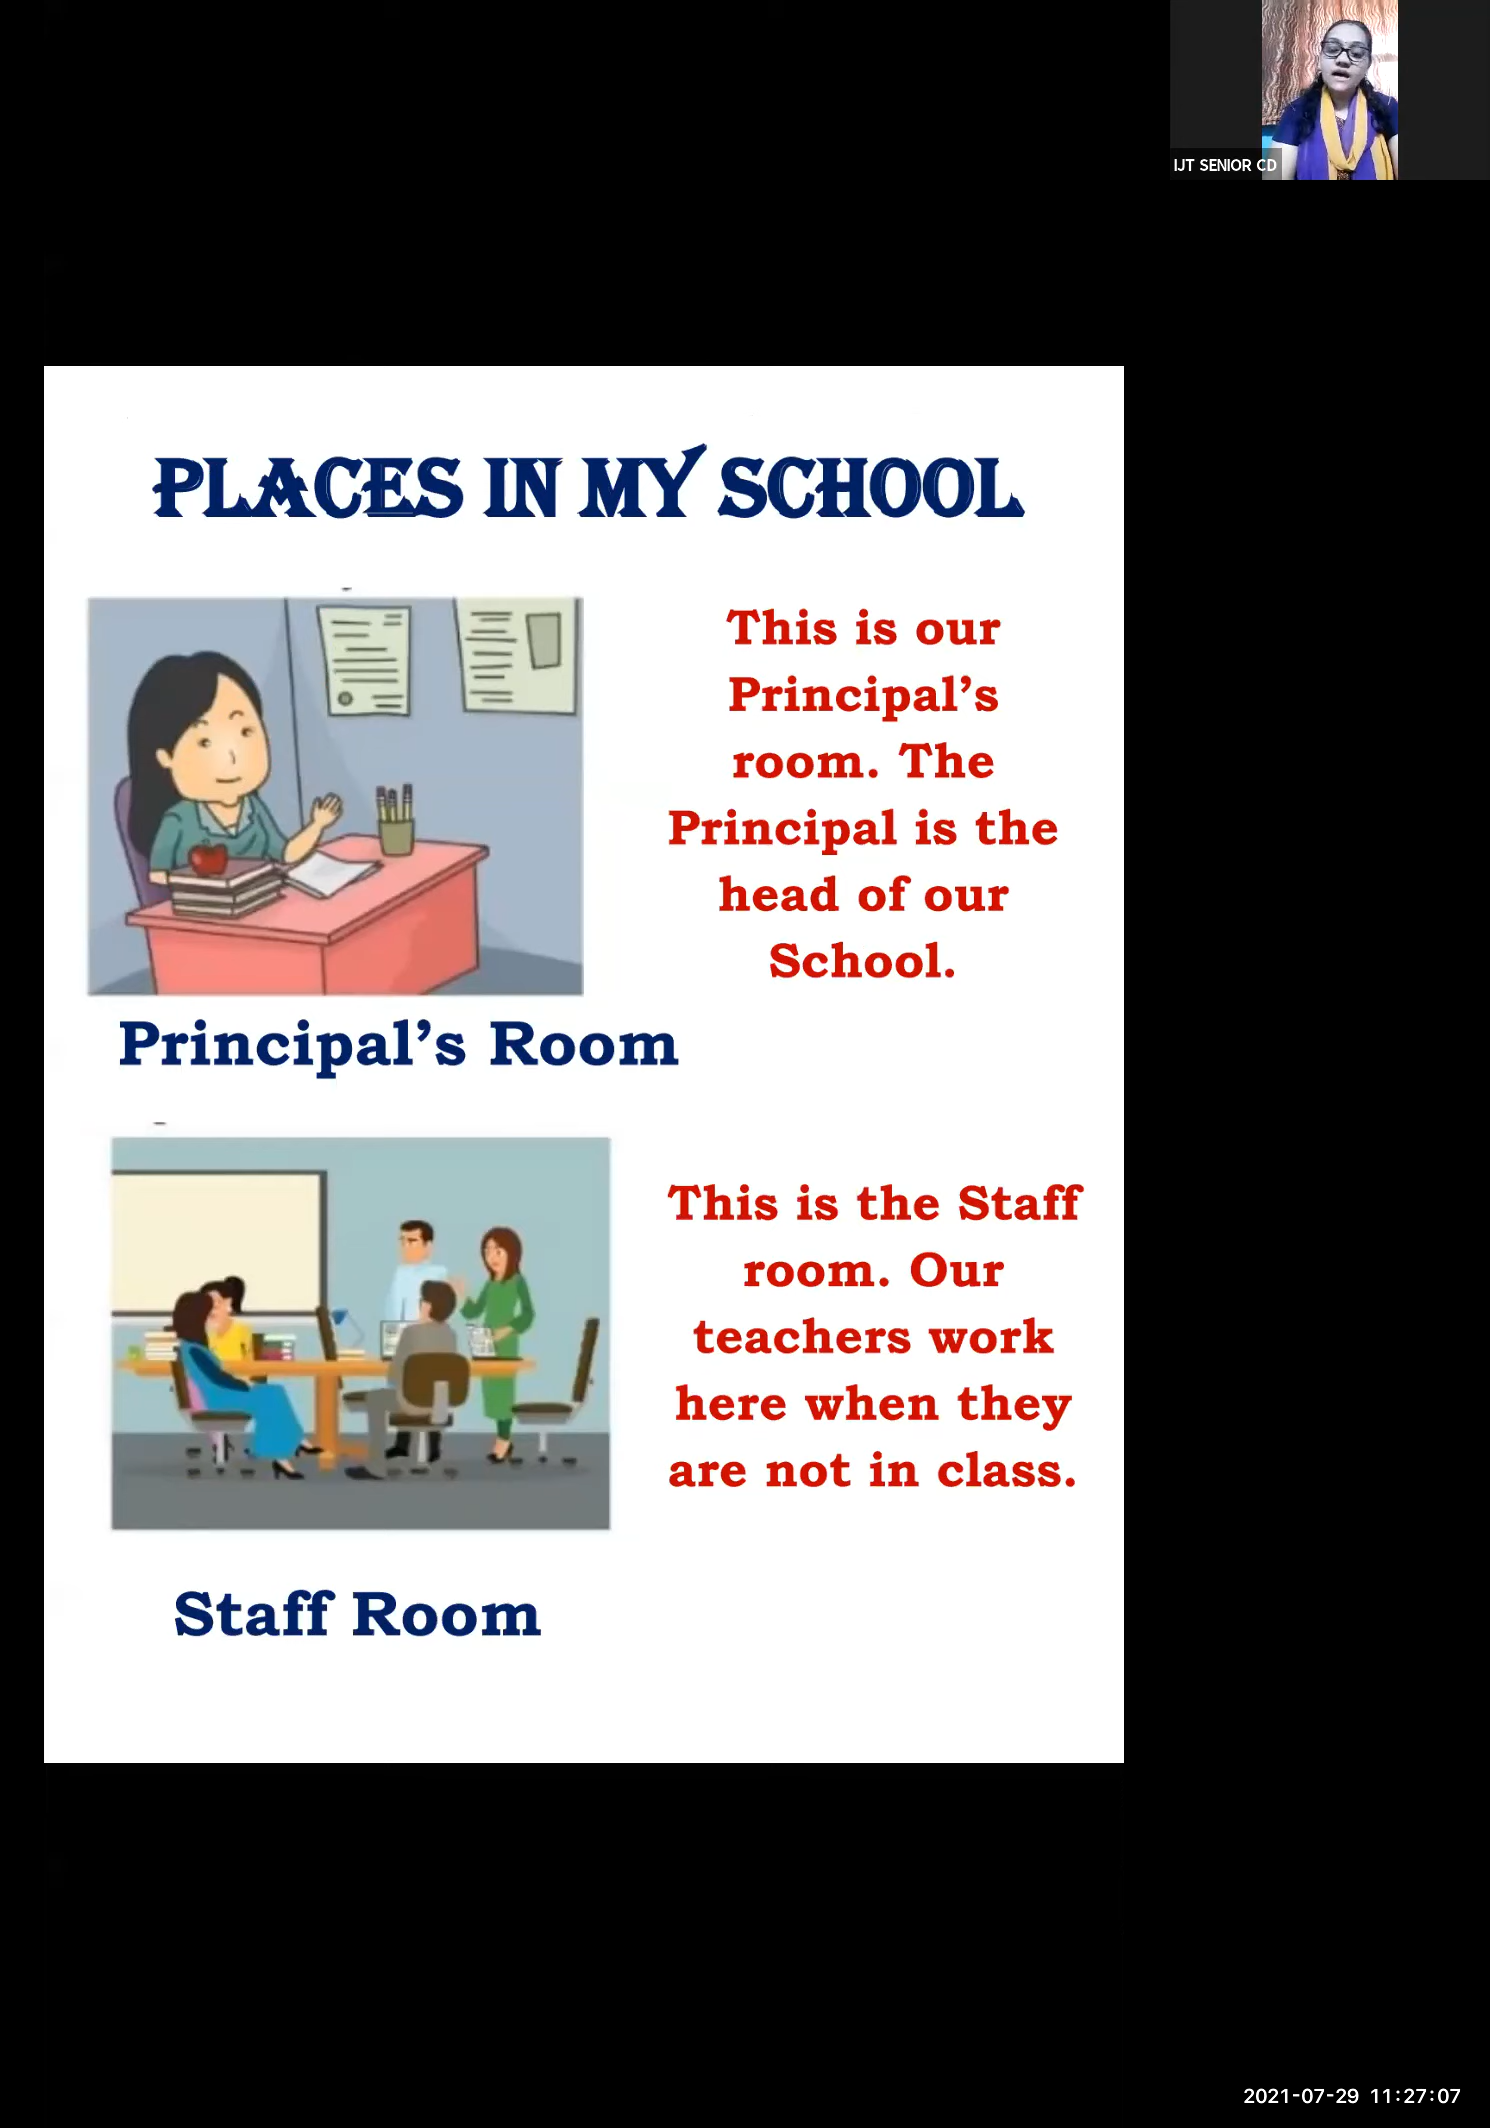 IJT SENIOR CD
PLACES IN MY SCHOOL
This is our
Principal's
room. The
Principal is the
head of our
School.
Principal's Room
This is the Staff
room. Our
teachers work
here when they
are not in class.
Staff Room
2021-07-29 11:27:07